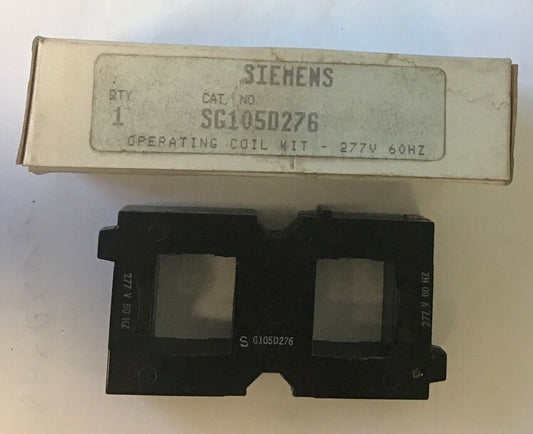 SIEMENS
QTY CAT. NO.
1 SG105D276
OPERATING COIL KIT - 277V 60HZ
277 V 60 HZ
S G105D276
277 V 60 HZ